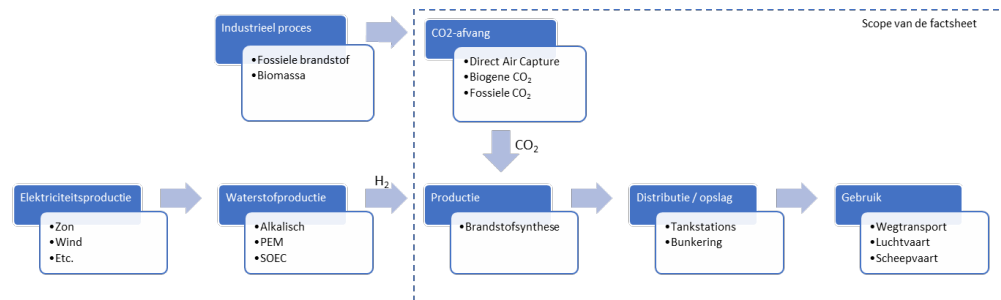 Scope van de factsheet
Industrieel proces
•Fossiele brandstof
•Biomassa
CO2-afvang
•Direct Air Capture
•Biogene CO₂
•Fossiele CO₂
CO₂
H₂
Elektriciteitsproductie
•Zon
•Wind
•Etc.
Waterstofproductie
•Alkalisch
•PEM
•SOEC
Productie
•Brandstofsynthese
Distributie / opslag
•Tankstations
•Bunkering
Gebruik
•Wegtransport
•Luchtvaart
•Scheepvaart